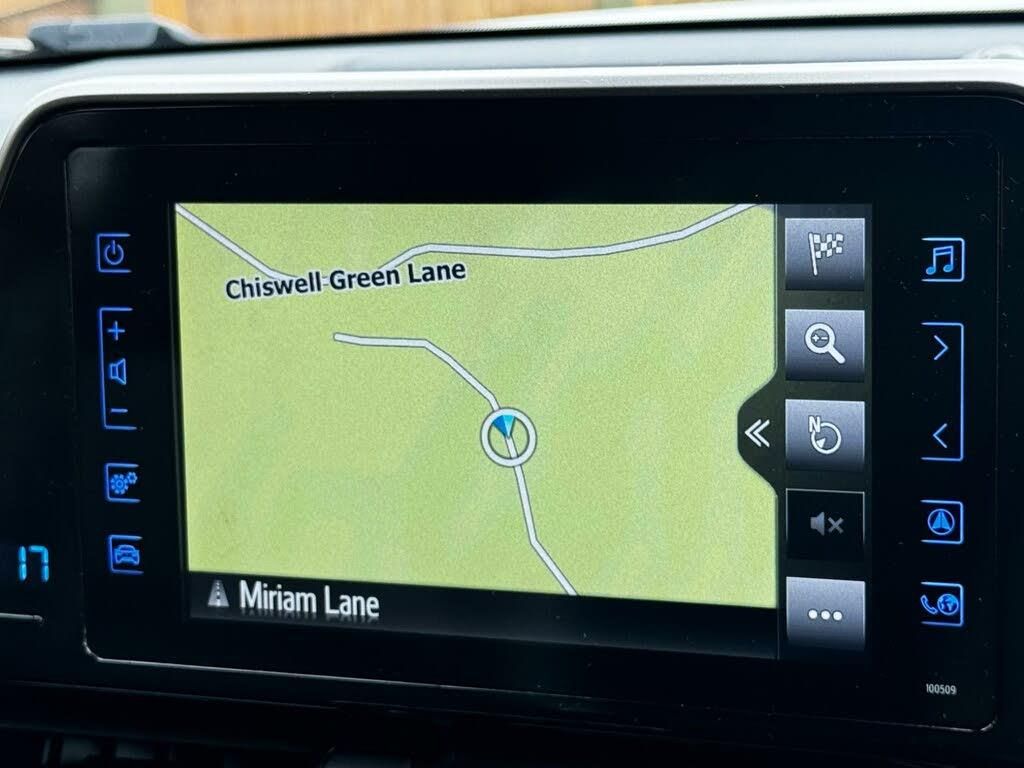 Chiswell Green Lane
N
17
Miriam Lane
100509